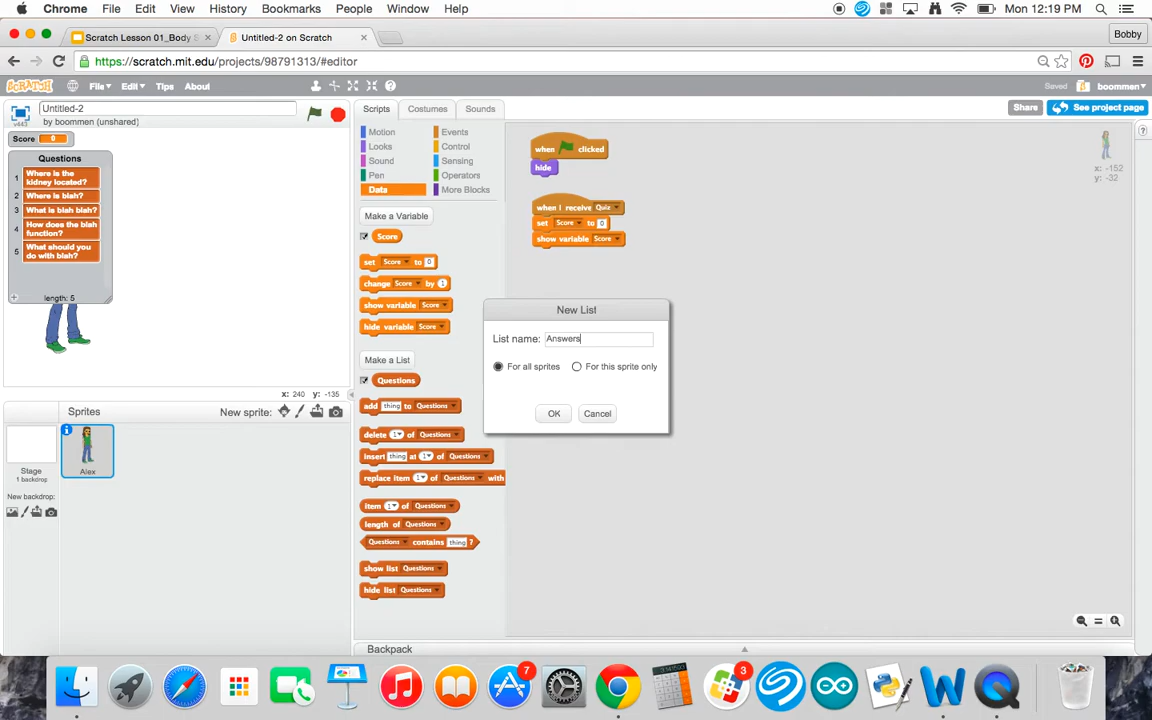 Chrome File Edit View History Bookmarks People Window Help Mon 12:19 PM
Scratch Lesson 01_Body S Untitled-2 on Scratch Bobby
https://scratch.mit.edu/projects/98791313/#editor
SCRATCH File Edit Tips About Saved boommen
Untitled-2
by boommen (unshared)
v443
Scripts Costumes Sounds
Share See project page
Score 0
Questions
1 Where is the kidney located?
2 Where is blah?
3 What is blah blah?
4 How does the blah function?
5 What should you do with blah?
+ length: 5
x: 240 y: -135
Motion Events
Looks Control
Sound Sensing
Pen Operators
Data More Blocks
Make a Variable
Score
set Score to 0
change Score by 1
show variable Score
hide variable Score
Make a List
Questions
add thing to Questions
delete 1 of Questions
insert thing at 1 of Questions
replace item 1 of Questions with
item 1 of Questions
length of Questions
Questions contains thing ?
show list Questions
hide list Questions
when clicked
hide
when I receive Quiz
set Score to 0
show variable Score
x: -152
y: -32
?
New List
List name: Answers
For all sprites For this sprite only
OK Cancel
Sprites New sprite:
Stage
1 backdrop
New backdrop:
Alex
Backpack
7
3